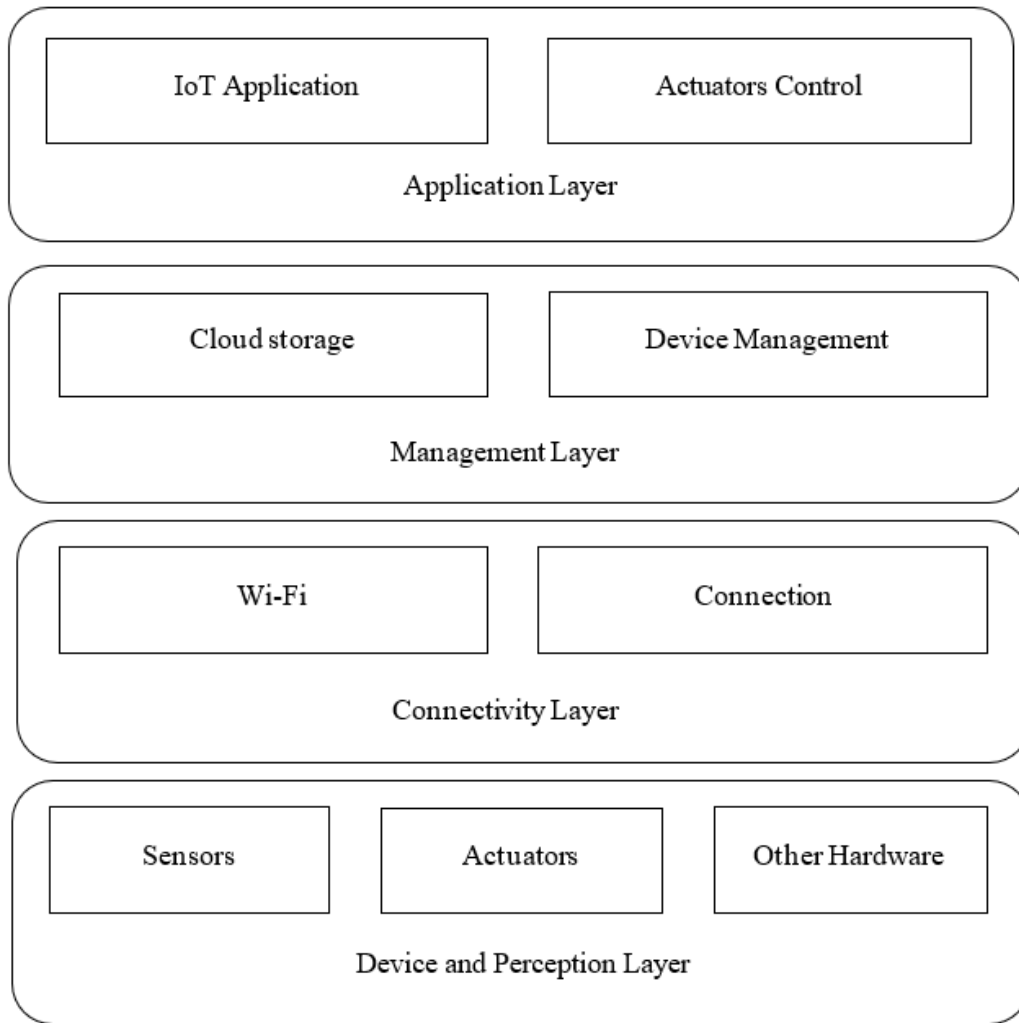 IoT Application
Actuators Control
Application Layer
Cloud storage
Device Management
Management Layer
Wi-Fi
Connection
Connectivity Layer
Sensors
Actuators
Other Hardware
Device and Perception Layer